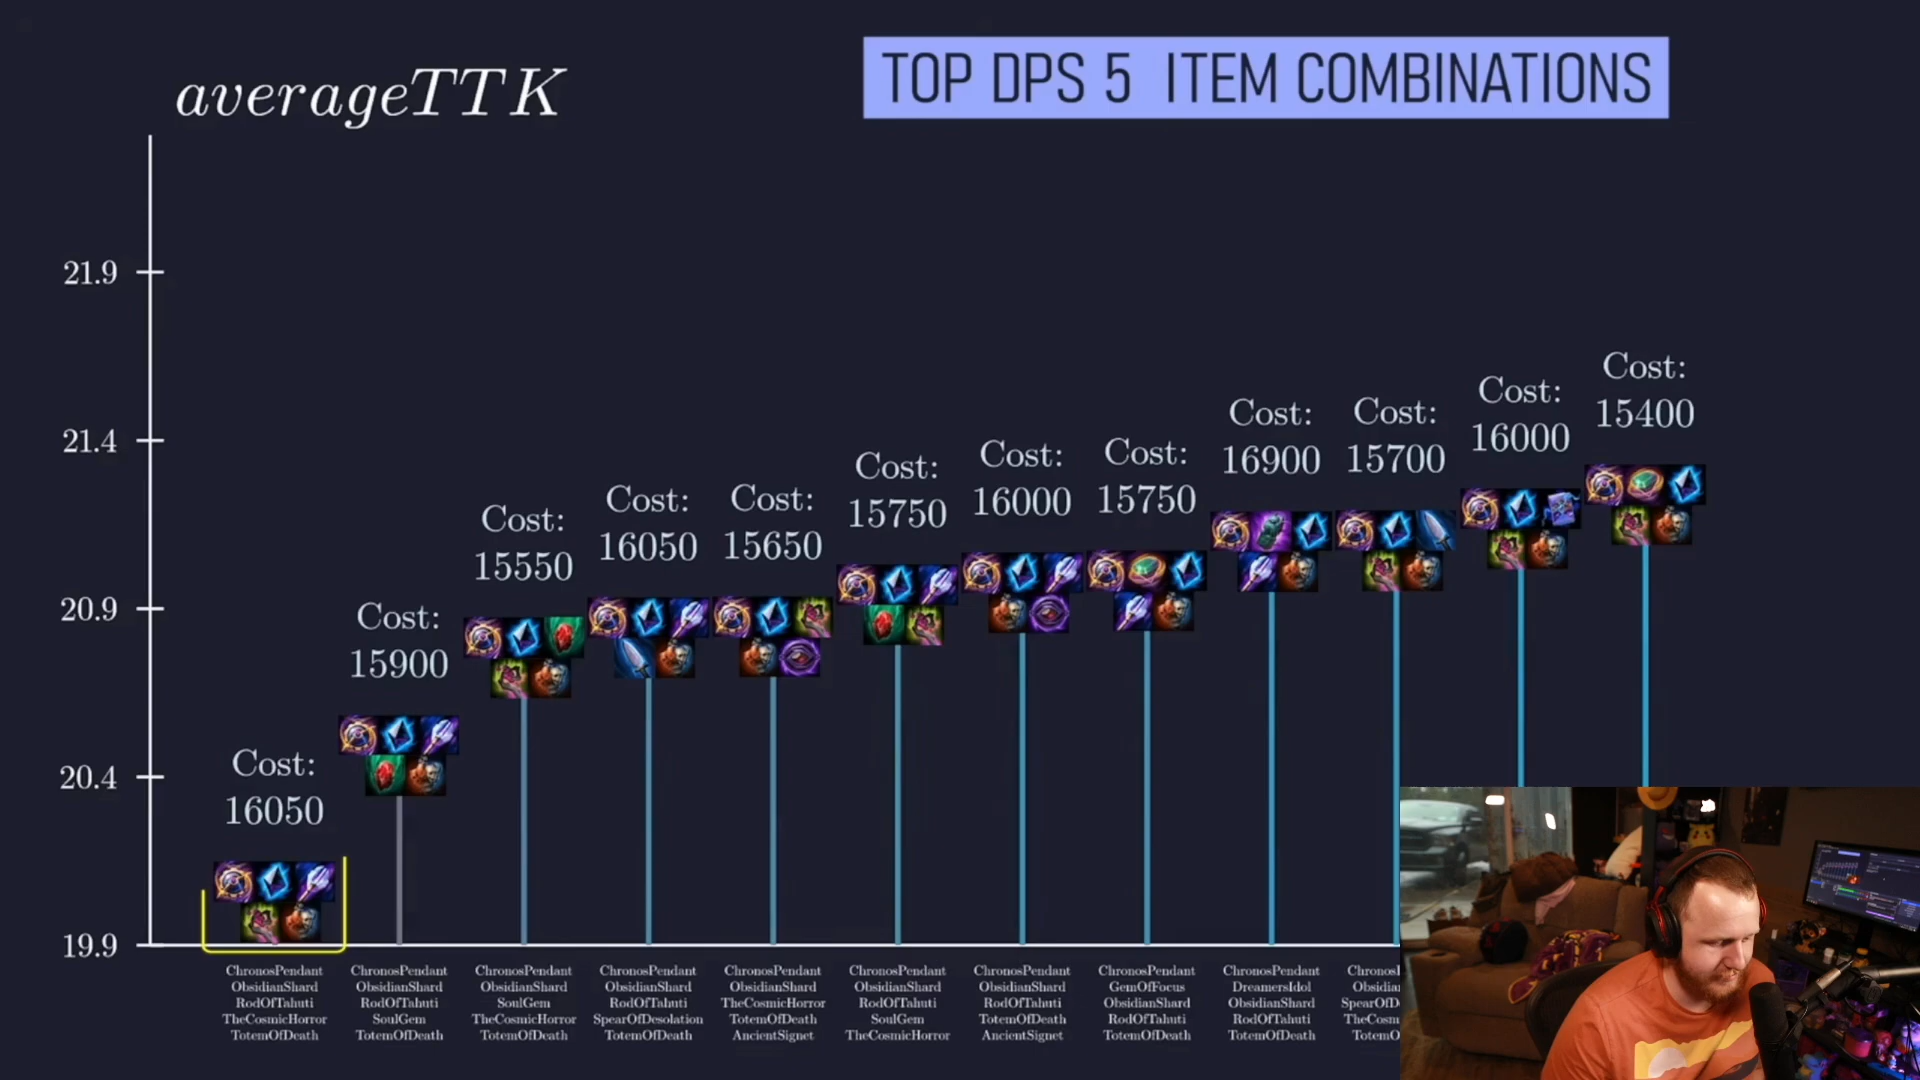 averageTTK
TOP DPS 5 ITEM COMBINATIONS
21.9
21.4
20.9
20.4
19.9
Cost:
16050
Cost:
15900
Cost:
15550
Cost:
16050
Cost:
15650
Cost:
15750
Cost:
16000
Cost:
15750
Cost:
16900
Cost:
15700
Cost:
16000
Cost:
15400
ChronosPendant
ObsidianShard
RodOfTahuti
TheCosmicHorror
TotemOfDeath
ChronosPendant
ObsidianShard
RodOfTahuti
SoulGem
TotemOfDeath
ChronosPendant
ObsidianShard
SoulGem
TheCosmicHorror
TotemOfDeath
ChronosPendant
ObsidianShard
RodOfTahuti
SpearOfDesolation
TotemOfDeath
ChronosPendant
ObsidianShard
TheCosmicHorror
TotemOfDeath
AncientSignet
ChronosPendant
ObsidianShard
RodOfTahuti
SoulGem
TheCosmicHorror
ChronosPendant
ObsidianShard
RodOfTahuti
TotemOfDeath
AncientSignet
ChronosPendant
GemOfFocus
ObsidianShard
RodOfTahuti
TotemOfDeath
ChronosPendant
DreamersIdol
ObsidianShard
RodOfTahuti
TotemOfDeath